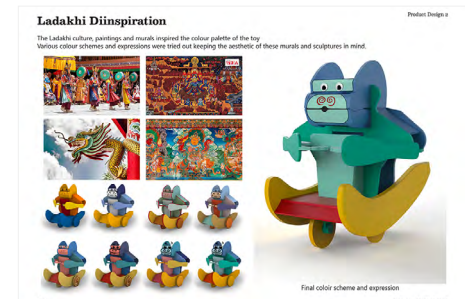 Product Design 2
Ladakhi Diinspiration
The Ladakhi culture, paintings and murals inspired the colour palette of the toy
Various colour schemes and expressions were tried out keeping the aesthetic of these murals and sculptures in mind.
Final coloir scheme and expression